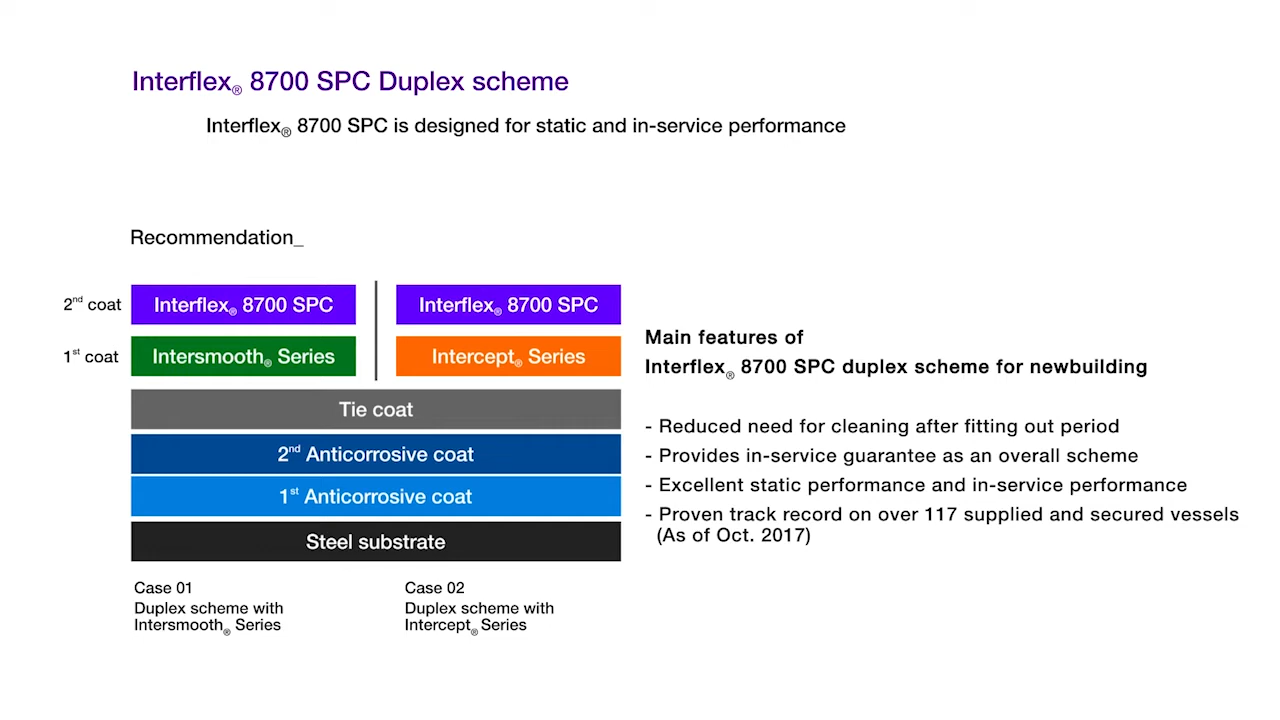 Interflex® 8700 SPC Duplex scheme
Interflex® 8700 SPC is designed for static and in-service performance
Recommendation_
2nd coat
Interflex® 8700 SPC
Interflex® 8700 SPC
1st coat
Intersmooth® Series
Intercept® Series
Tie coat
2nd Anticorrosive coat
1st Anticorrosive coat
Steel substrate
Case 01
Duplex scheme with
Intersmooth® Series
Case 02
Duplex scheme with
Intercept® Series
Main features of
Interflex® 8700 SPC duplex scheme for newbuilding
- Reduced need for cleaning after fitting out period
- Provides in-service guarantee as an overall scheme
- Excellent static performance and in-service performance
- Proven track record on over 117 supplied and secured vessels
(As of Oct. 2017)